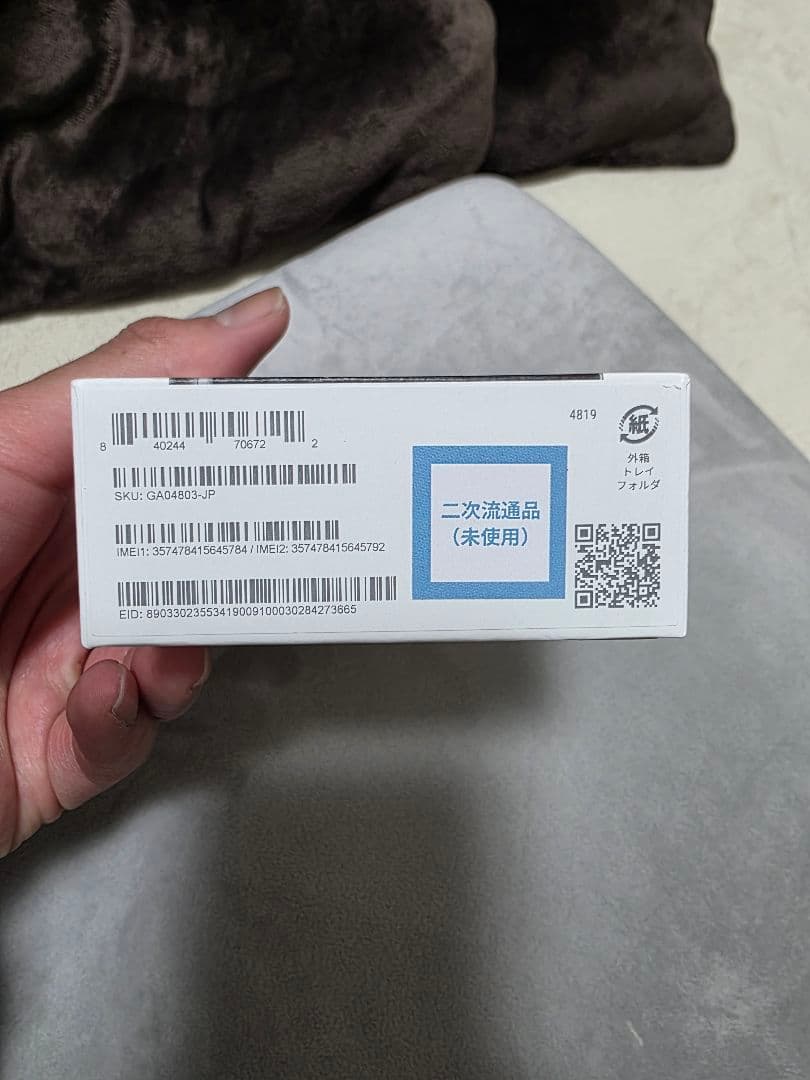 8 40244 70672 2
SKU: GA04803-JP
IMEI1: 357478415645784 / IMEI2: 357478415645792
EID: 89033023553419009100030284273665
二次流通品
(未使用)
4819
紙
外箱
トレイ
フォルダ